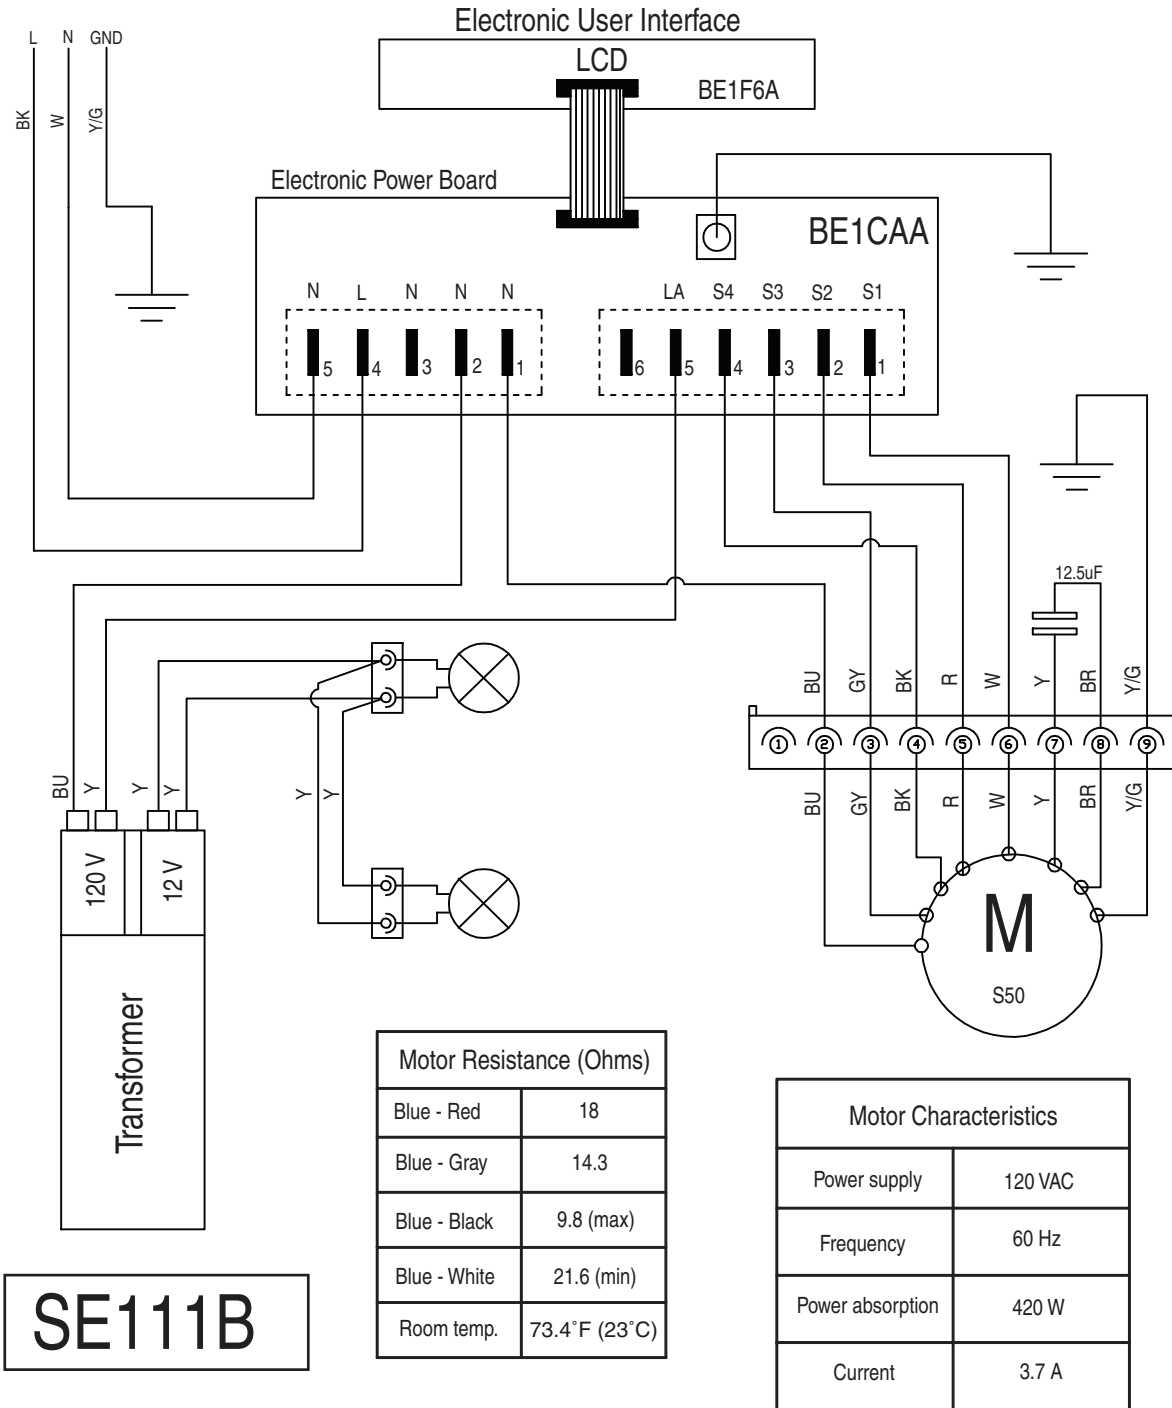 Electronic User Interface
LCD
BE1F6A
L N GND
BK W Y/G
Electronic Power Board
BE1CAA
N L N N N
5 4 3 2 1
LA S4 S3 S2 S1
6 5 4 3 2 1
12.5uF
BU GY BK R W Y BR Y/G
1 2 3 4 5 6 7 8 9
BU GY BK R W Y BR Y/G
M
S50
BU Y Y Y
Y Y
120 V 12 V
Transformer
SE111B
Motor Resistance (Ohms)
Blue - Red 18
Blue - Gray 14.3
Blue - Black 9.8 (max)
Blue - White 21.6 (min)
Room temp. 73.4°F (23°C)
Motor Characteristics
Power supply 120 VAC
Frequency 60 Hz
Power absorption 420 W
Current 3.7 A